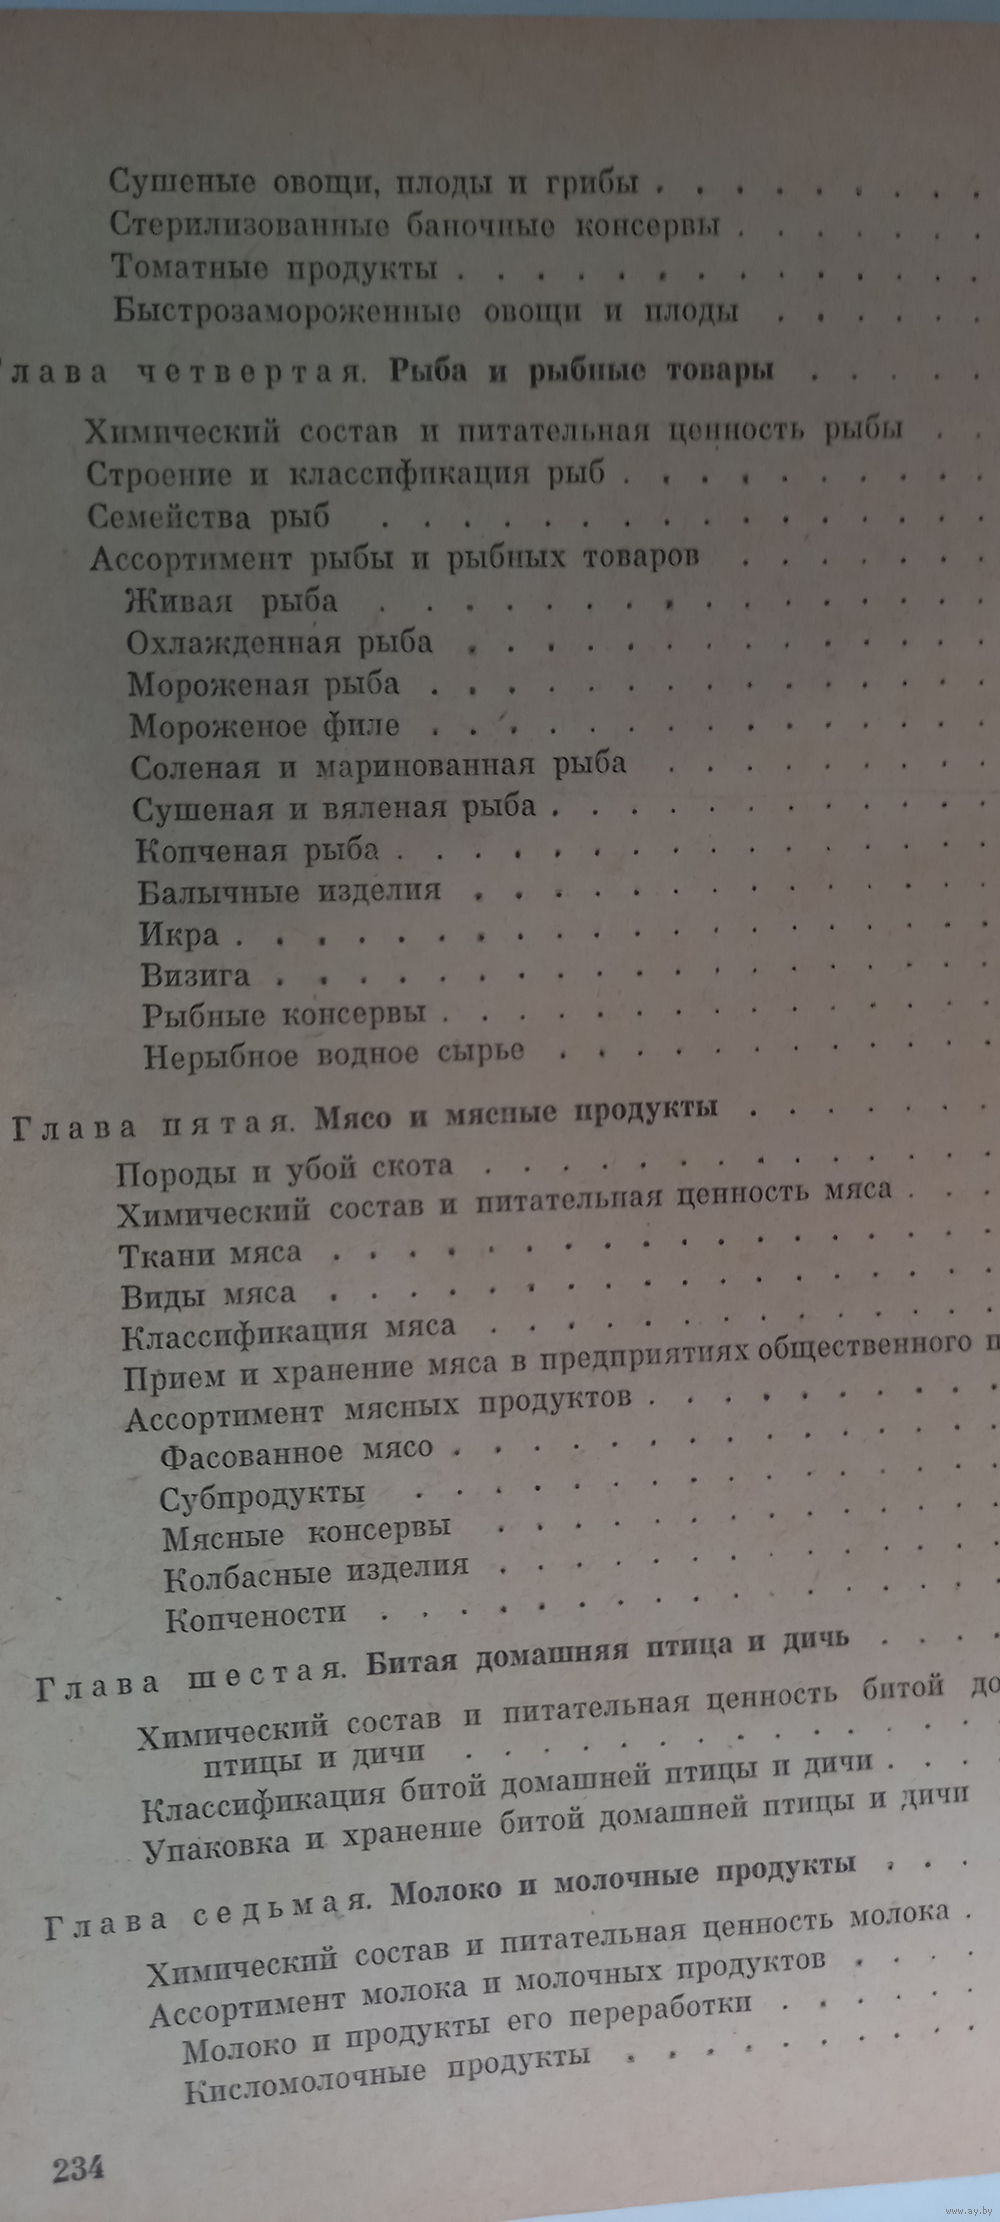 Сушеные овощи, плоды и грибы . . . . . . . . .
Стерилизованные баночные консервы . . . . . . .
Томатные продукты . . . . . . . . . . . . . .
Быстрозамороженные овощи и плоды . . . . . .
лава четвертая. Рыба и рыбные товары . . . . .
Химический состав и питательная ценность рыбы . .
Строение и классификация рыб . . . . . . . . . .
Семейства рыб . . . . . . . . . . . . . . . .
Ассортимент рыбы и рыбных товаров . . . . . . .
Живая рыба . . . . . . . . . . . . . . . .
Охлажденная рыба . . . . . . . . . . . . . .
Мороженая рыба . . . . . . . . . . . . . . .
Мороженое филе . . . . . . . . . . . . . . .
Соленая и маринованная рыба . . . . . . . . .
Сушеная и вяленая рыба . . . . . . . . . . . .
Копченая рыба . . . . . . . . . . . . . . . .
Балычные изделия . . . . . . . . . . . . . .
Икра . . . . . . . . . . . . . . . . . . . .
Визига . . . . . . . . . . . . . . . . . . .
Рыбные консервы . . . . . . . . . . . . . . .
Нерыбное водное сырье . . . . . . . . . . . .
Глава пятая. Мясо и мясные продукты . . . . . . .
Породы и убой скота . . . . . . . . . . . . . .
Химический состав и питательная ценность мяса . . .
Ткани мяса . . . . . . . . . . . . . . . . . .
Виды мяса . . . . . . . . . . . . . . . . . .
Классификация мяса . . . . . . . . . . . . . .
Прием и хранение мяса в предприятиях общественного п
Ассортимент мясных продуктов . . . . . . . . . .
Фасованное мясо . . . . . . . . . . . . . . .
Субпродукты . . . . . . . . . . . . . . . .
Мясные консервы . . . . . . . . . . . . . .
Колбасные изделия . . . . . . . . . . . . . .
Копчености . . . . . . . . . . . . . . . . .
Глава шестая. Битая домашняя птица и дичь . . . .
Химический состав и питательная ценность битой до
птицы и дичи . . . . . . . . . . . . . .
Классификация битой домашней птицы и дичи . . .
Упаковка и хранение битой домашней птицы и дичи
Глава седьмая. Молоко и молочные продукты . . .
Химический состав и питательная ценность молока .
Ассортимент молока и молочных продуктов . . . .
Молоко и продукты его переработки . . . . . .
Кисломолочные продукты . . . . . . . . . .
234
www.ay.by